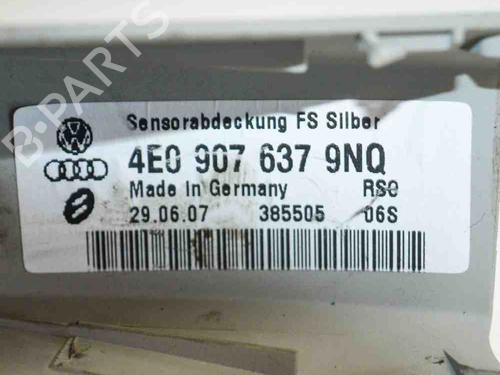 B-PARTS
Sensorabdeckung FS Silber
4E0 907 637 9NQ
Made in Germany RS0
29.06.07 385505 06S